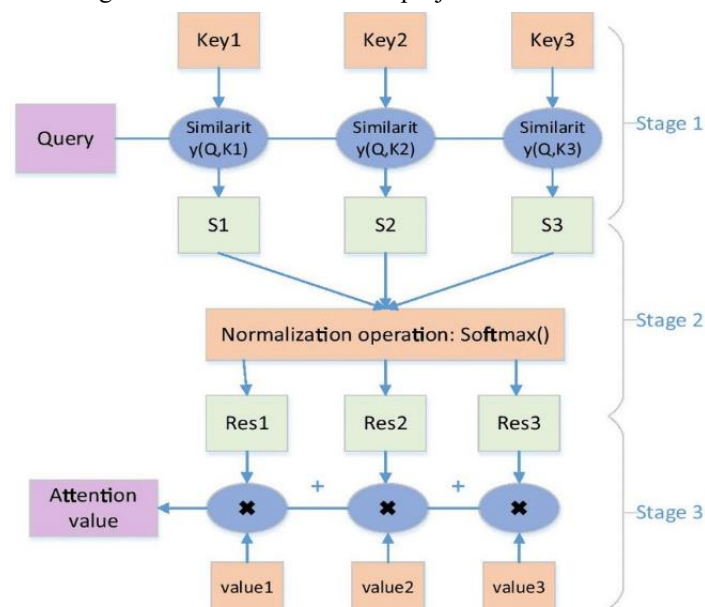 Key1 Key2 Key3
Stage 1
Query
Similarit
y(Q,K1)
Similarit
y(Q,K2)
Similarit
y(Q,K3)
S1 S2 S3
Stage 2
Normalization operation: Softmax()
Res1 Res2 Res3
Attention
value
+ +
Stage 3
value1 value2 value3